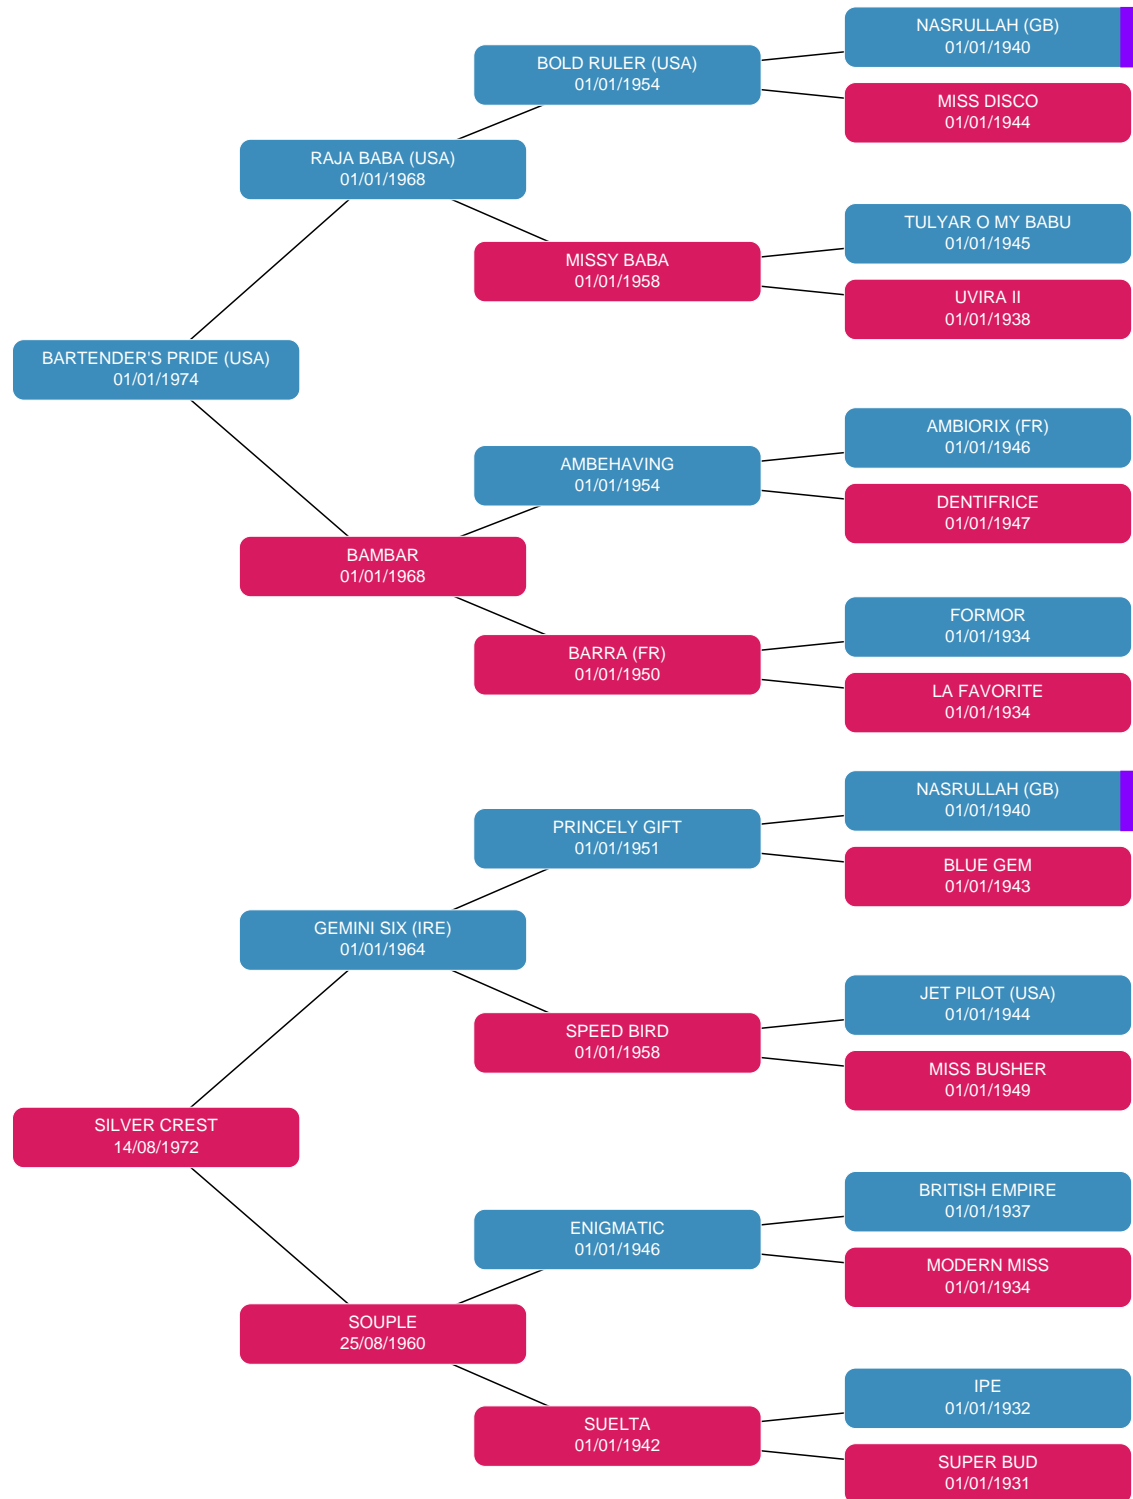 NASRULLAH (GB)
01/01/1940
BOLD RULER (USA)
01/01/1954
MISS DISCO
01/01/1944
RAJA BABA (USA)
01/01/1968
TULYAR O MY BABU
01/01/1945
MISSY BABA
01/01/1958
UVIRA II
01/01/1938
BARTENDER'S PRIDE (USA)
01/01/1974
AMBIORIX (FR)
01/01/1946
AMBEHAVING
01/01/1954
DENTIFRICE
01/01/1947
BAMBAR
01/01/1968
FORMOR
01/01/1934
BARRA (FR)
01/01/1950
LA FAVORITE
01/01/1934
NASRULLAH (GB)
01/01/1940
PRINCELY GIFT
01/01/1951
BLUE GEM
01/01/1943
GEMINI SIX (IRE)
01/01/1964
JET PILOT (USA)
01/01/1944
SPEED BIRD
01/01/1958
MISS BUSHER
01/01/1949
SILVER CREST
14/08/1972
BRITISH EMPIRE
01/01/1937
ENIGMATIC
01/01/1946
MODERN MISS
01/01/1934
SOUPLE
25/08/1960
IPE
01/01/1932
SUELTA
01/01/1942
SUPER BUD
01/01/1931